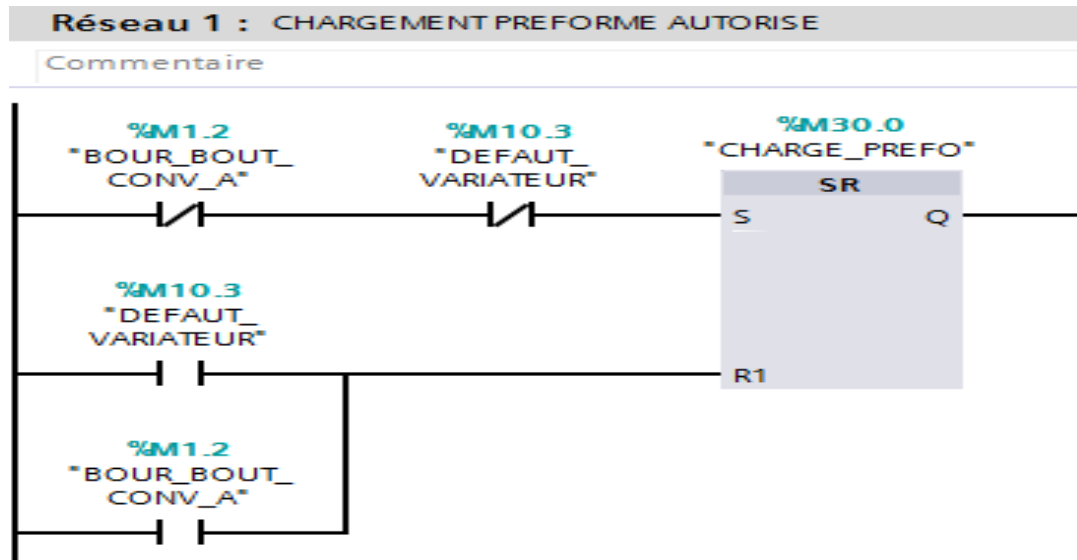 Réseau 1 : CHARGEMENT PREFORME AUTORISE
Commentaire
%M1.2
"BOUR_BOUT_
CONV_A"
%M10.3
"DEFAUT_
VARIATEUR"
%M30.0
"CHARGE_PREFO"
SR
S
Q
%M10.3
"DEFAUT_
VARIATEUR"
R1
%M1.2
"BOUR_BOUT_
CONV_A"